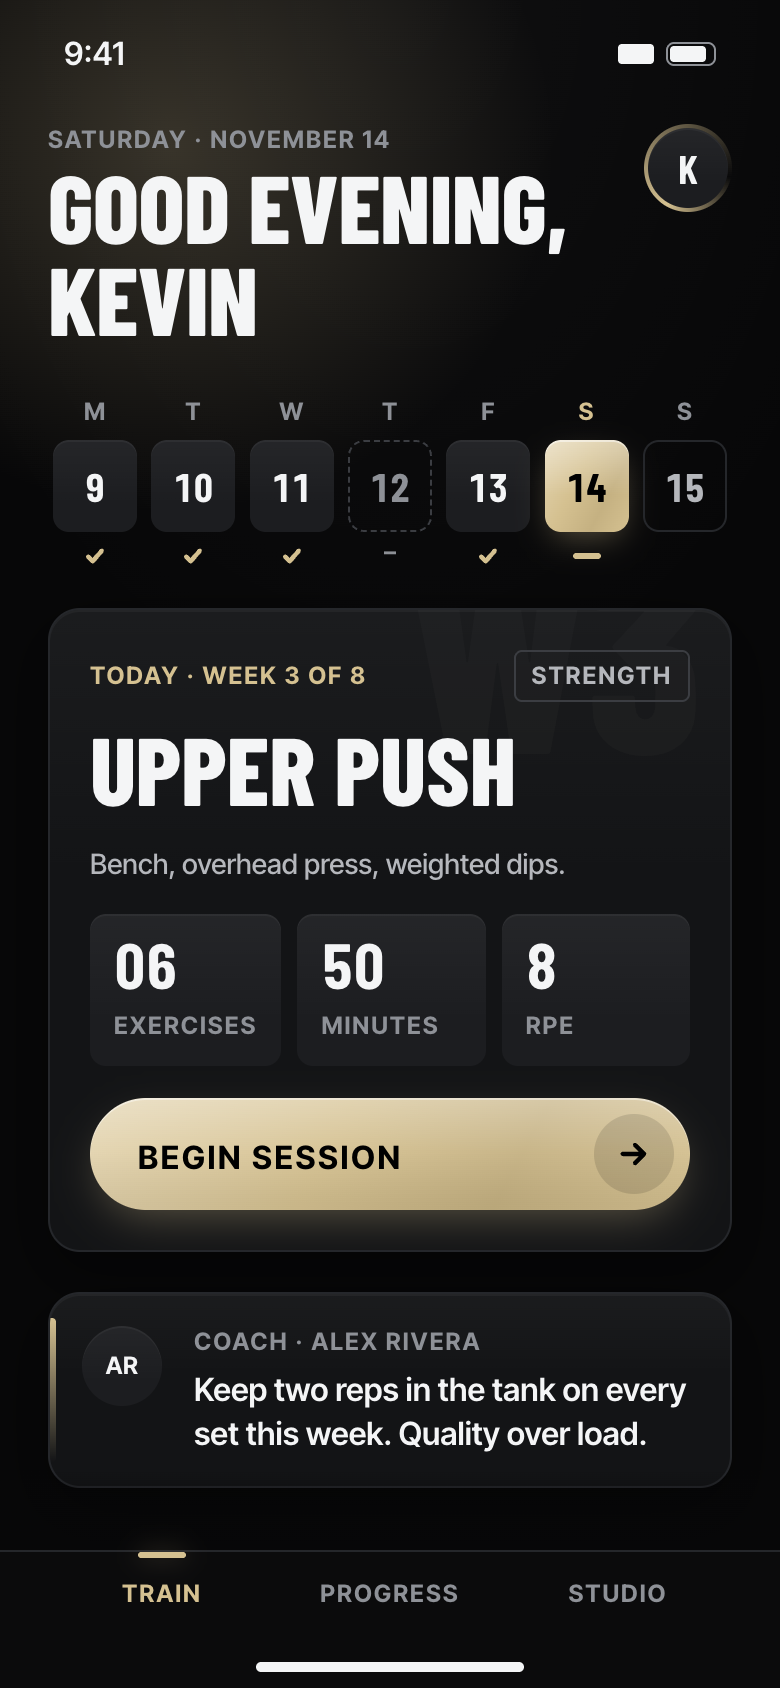 9:41
SATURDAY · NOVEMBER 14
K
GOOD EVENING,
KEVIN
M T W T F S S
9 10 11 12 13 14 15
W3
TODAY · WEEK 3 OF 8
STRENGTH
UPPER PUSH
Bench, overhead press, weighted dips.
06 50 8
EXERCISES MINUTES RPE
BEGIN SESSION
AR
COACH · ALEX RIVERA
Keep two reps in the tank on every
set this week. Quality over load.
TRAIN PROGRESS STUDIO